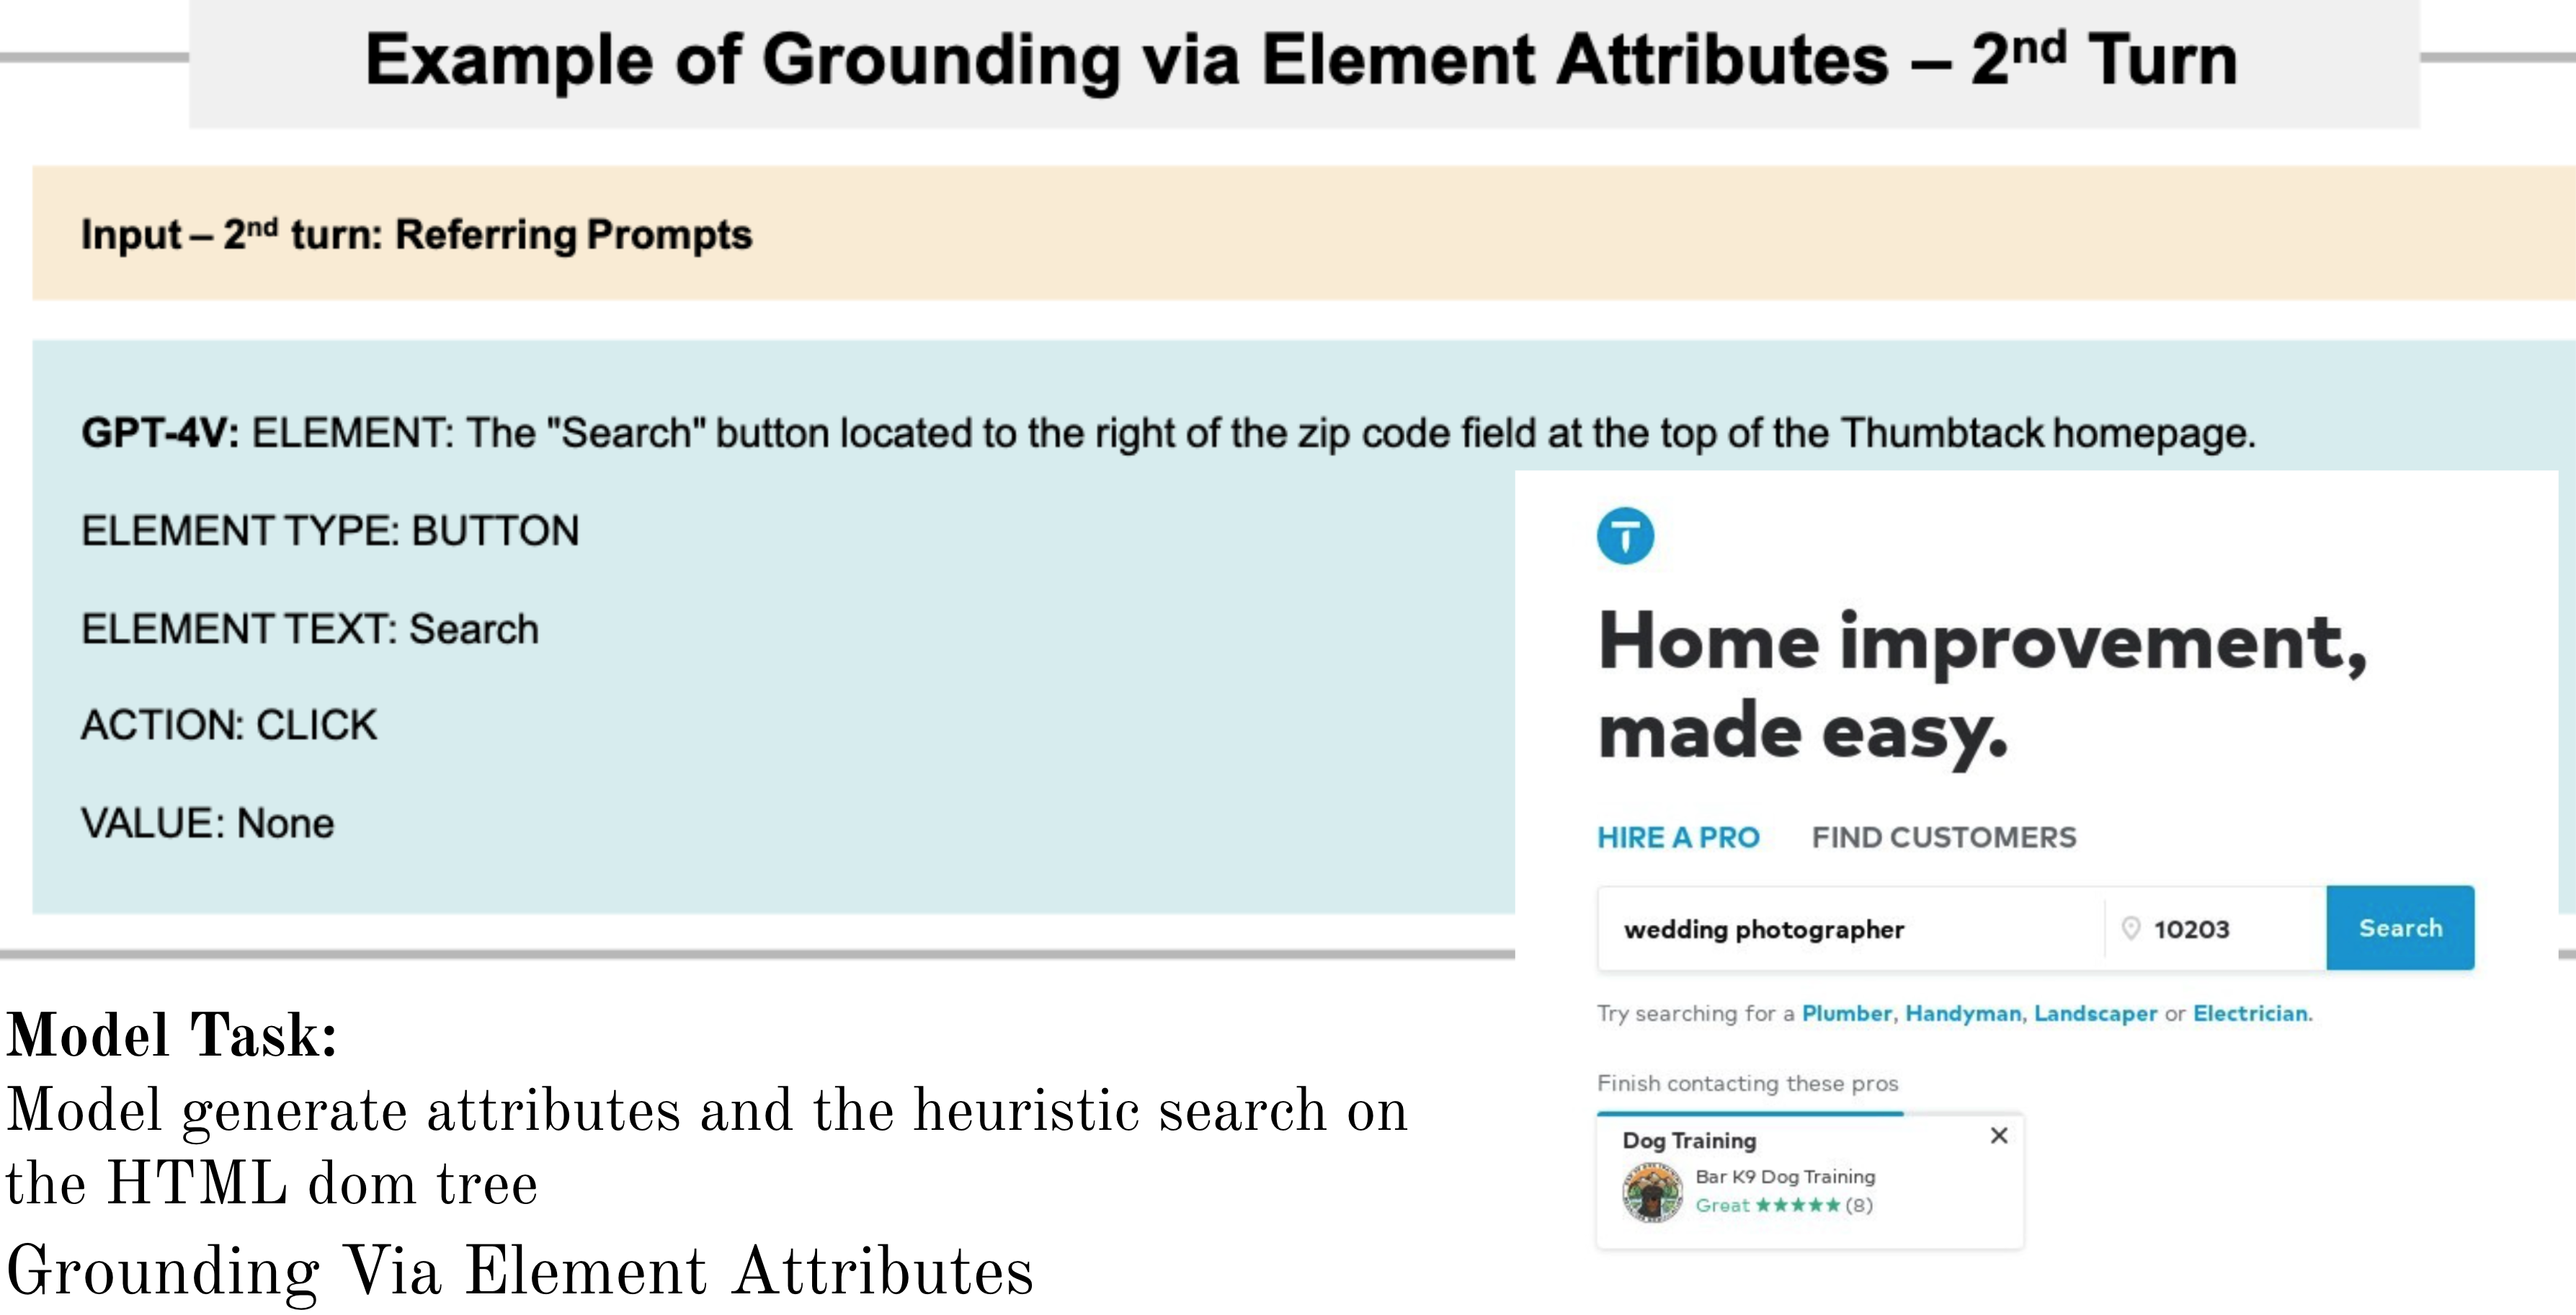 Example of Grounding via Element Attributes – 2nd Turn
Input – 2nd turn: Referring Prompts
GPT-4V: ELEMENT: The "Search" button located to the right of the zip code field at the top of the Thumbtack homepage.
ELEMENT TYPE: BUTTON
ELEMENT TEXT: Search
ACTION: CLICK
VALUE: None
Home improvement,
made easy.
HIRE A PRO FIND CUSTOMERS
wedding photographer 10203 Search
Try searching for a Plumber, Handyman, Landscaper or Electrician.
Finish contacting these pros
Dog Training
Bar K9 Dog Training
Great ★★★★★ (8)
Model Task:
Model generate attributes and the heuristic search on
the HTML dom tree
Grounding Via Element Attributes